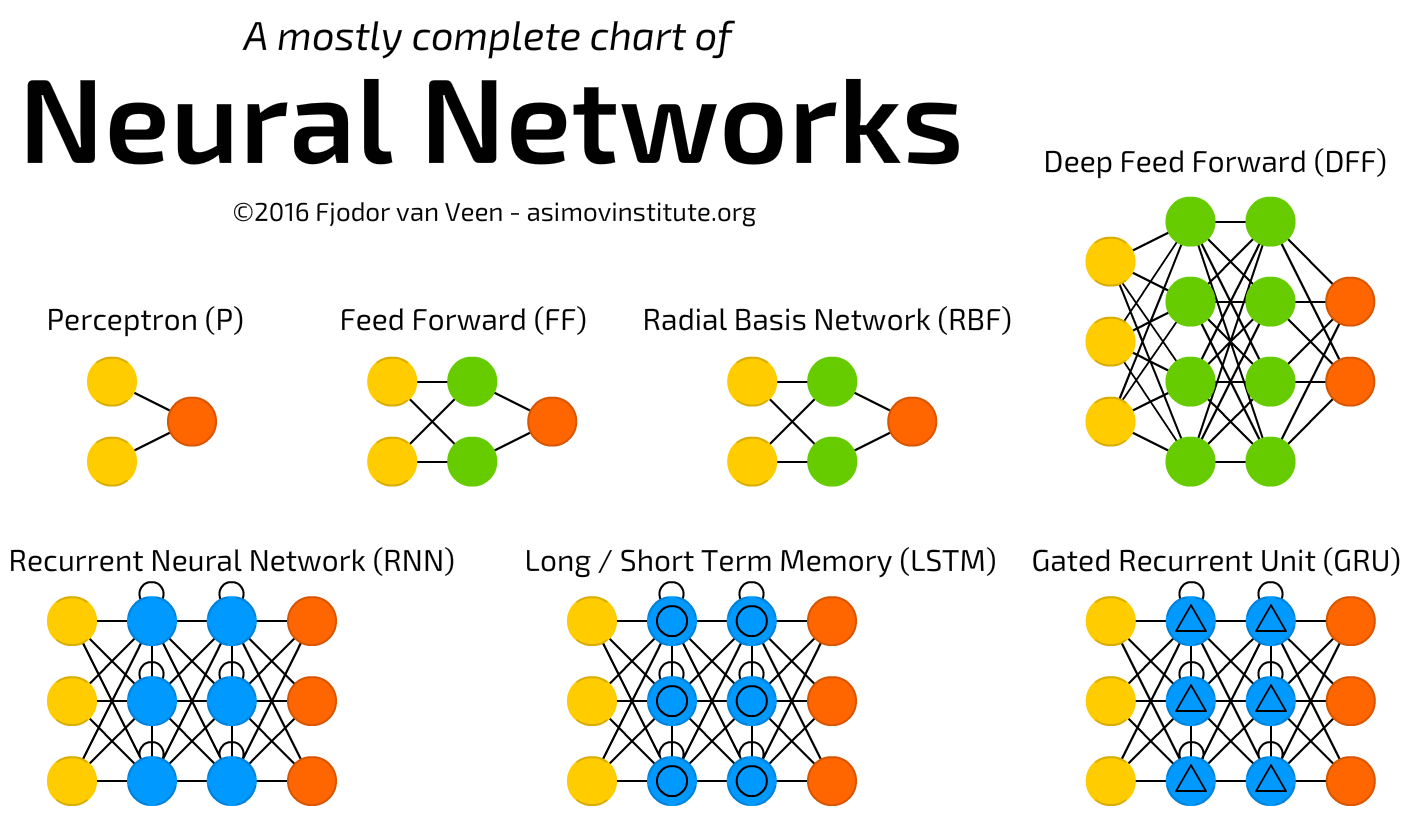 A mostly complete chart of
Neural Networks
©2016 Fjodor van Veen - asimovinstitute.org
Deep Feed Forward (DFF)
Perceptron (P)
Feed Forward (FF)
Radial Basis Network (RBF)
Recurrent Neural Network (RNN)
Long / Short Term Memory (LSTM)
Gated Recurrent Unit (GRU)